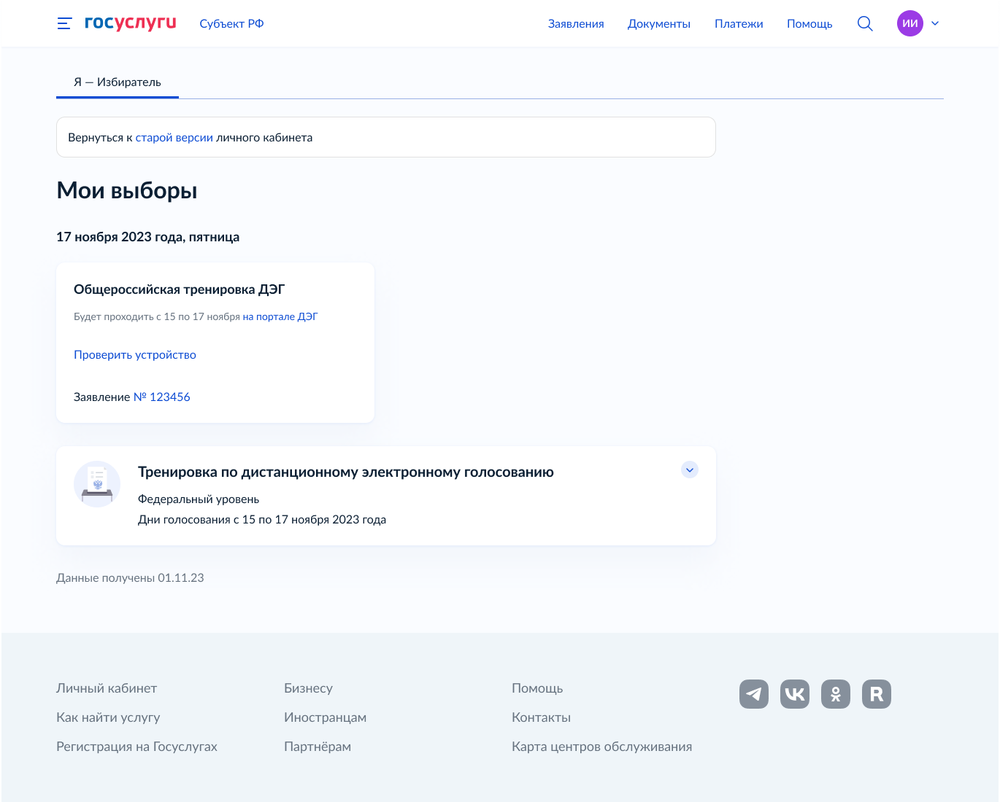 госуслуги
Субъект РФ
Заявления
Документы
Платежи
Помощь
ИИ
Я — Избиратель
Вернуться к старой версии личного кабинета
Мои выборы
17 ноября 2023 года, пятница
Общероссийская тренировка ДЭГ
Будет проходить с 15 по 17 ноября на портале ДЭГ
Проверить устройство
Заявление № 123456
Тренировка по дистанционному электронному голосованию
Федеральный уровень
Дни голосования с 15 по 17 ноября 2023 года
Данные получены 01.11.23
Личный кабинет
Как найти услугу
Регистрация на Госуслугах
Бизнесу
Иностранцам
Партнёрам
Помощь
Контакты
Карта центров обслуживания